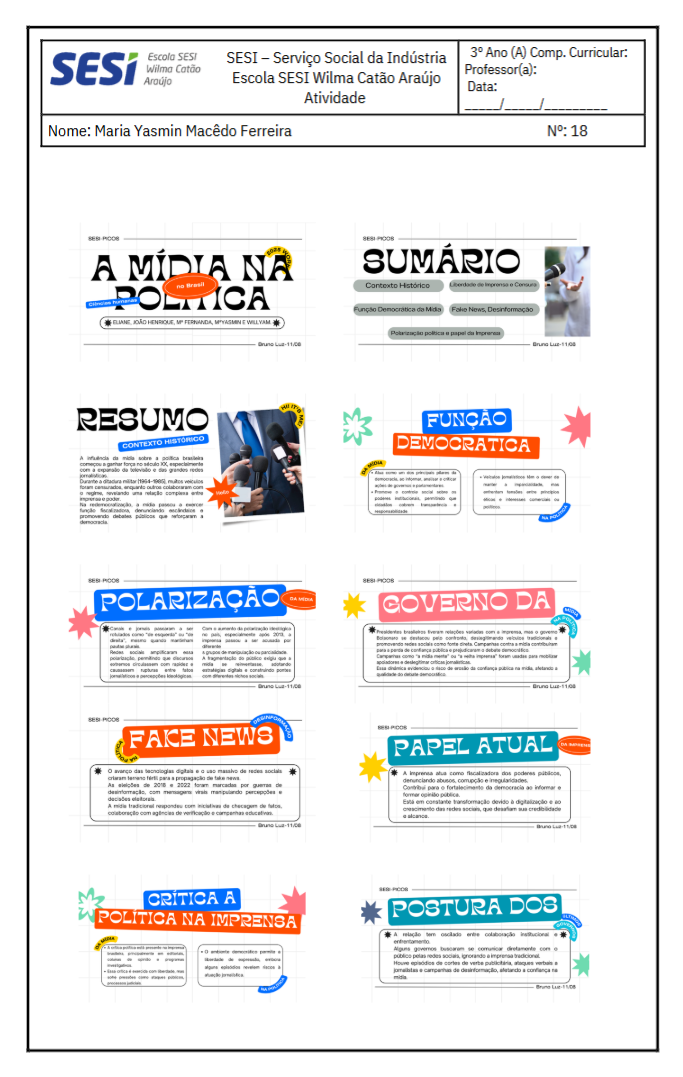 SESI
Escola SESI
Wilma Catão
Araújo
SESI – Serviço Social da Indústria
Escola SESI Wilma Catão Araújo
Atividade
3º Ano (A) Comp. Curricular:
Professor(a):
Data:
_____/_____/_________
Nome: Maria Yasmin Macêdo Ferreira
Nº: 18
SESI-PICOS
A MÍDIA NA
POLÍTICA
no Brasil
Ciências humanas
ELIANE, JOÃO HENRIQUE, Mª FERNANDA, MªYASMIN E WILLYAM.
Bruno Luz-11/08
SESI-PICOS
SUMÁRIO
Contexto Histórico
Liberdade de Imprensa e Censura
Função Democrática da Mídia
Fake News, Desinformação
Polarização política e papel da Imprensa
Bruno Luz-11/08
RESUMO
CONTEXTO HISTÓRICO
HI! IT'S ME!
Hello
A influência da mídia sobre a política brasileira
começou a ganhar força no século XX, especialmente
com a expansão da televisão e das grandes redes
jornalísticas.
Durante a ditadura militar (1964-1985), muitos veículos
foram censurados, enquanto outros colaboraram com
o regime, revelando uma relação complexa entre
imprensa e poder.
Na redemocratização, a mídia passou a exercer
função fiscalizadora, denunciando escândalos e
promovendo debates públicos que reforçaram a
democracia.
FUNÇÃO
DEMOCRATICA
DA MÍDIA
• Atua como um dos principais pilares da
democracia, ao informar, analisar e criticar
ações de governos e parlamentares
• Promove o controle social sobre os
poderes institucionais, permitindo que
cidadãos cobrem transparência e
responsabilidade.
• Veículos jornalísticos têm o dever de
manter a imparcialidade, mas
enfrentam tensões entre princípios
éticos e interesses comerciais ou
políticos.
NA POLÍTICA
SESI-PICOS
POLARIZAÇÃO
DA MÍDIA
Canais e jornais passaram a ser
rotulados como "de esquerda" ou "de
direita", mesmo quando mantinham
pautas plurais.
Redes sociais amplificaram essa
polarização, permitindo que discursos
extremos circulassem com rapidez e
causassem rupturas entre fatos
jornalísticos e percepções ideológicas.
Com o aumento da polarização ideológica
no país, especialmente após 2013, a
imprensa passou a ser acusada por
diferente
s grupos de manipulação ou parcialidade.
A fragmentação do público exigiu que a
mídia se reinventasse, adotando
estratégias digitais e construindo pontes
com diferentes nichos sociais.
Bruno Luz-11/08
SESI-PICOS
GOVERNO DA
MÍDIA
NA POLÍTICA
Presidentes brasileiros tiveram relações variadas com a imprensa, mas o governo
Bolsonaro se destacou pelo confronto, deslegitimando veículos tradicionais e
promovendo redes sociais como fonte direta. Campanhas contra a mídia contribuíram
para a perda de confiança pública e prejudicaram o debate democrático
Campanhas como "a mídia mente" ou "a velha imprensa" foram usadas para mobilizar
apoiadores e deslegitimar críticas jornalísticas.
Essa dinâmica evidenciou o risco de erosão da confiança pública na mídia, afetando a
qualidade do debate democrático.
Bruno Luz-11/08
SESI-PICOS
FAKE NEWS
DESINFORMAÇÃO
NA POLÍTICA
O avanço das tecnologias digitais e o uso massivo de redes sociais
criaram terreno fértil para a propagação de fake news.
As eleições de 2018 e 2022 foram marcadas por guerras de
desinformação, com mensagens virais manipulando percepções e
decisões eleitorais.
A mídia tradicional respondeu com iniciativas de checagem de fatos,
colaboração com agências de verificação e campanhas educativas.
Bruno Luz-11/08
SESI-PICOS
PAPEL ATUAL
DA IMPRENSA
A imprensa atua como fiscalizadora dos poderes públicos,
denunciando abusos, corrupção e irregularidades.
Contribui para o fortalecimento da democracia ao informar e
formar opinião pública.
Está em constante transformação devido à digitalização e ao
crescimento das redes sociais, que desafiam sua credibilidade
e alcance.
Bruno Luz-11/08
CRÍTICA A
POLÍTICA NA IMPRENSA
DA MÍDIA
• A crítica política está presente na imprensa
brasileira, principalmente em editoriais,
colunas de opinião e programas
investigativos.
• Essa crítica é exercida com liberdade, mas
sofre pressões como ataques públicos,
processos judiciais.
• O ambiente democrático permite a
liberdade de expressão, embora
alguns episódios revelem riscos à
atuação jornalística.
NA POLÍTICA
SESI-PICOS
POSTURA DOS
ÚLTIMOS
A relação tem oscilado entre colaboração institucional e
enfrentamento.
Alguns governos buscaram se comunicar diretamente com o
público pelas redes sociais, ignorando a imprensa tradicional.
Houve episódios de cortes de verba publicitária, ataques verbais a
jornalistas e campanhas de desinformação, afetando a confiança na
mídia.
Bruno Luz-11/08